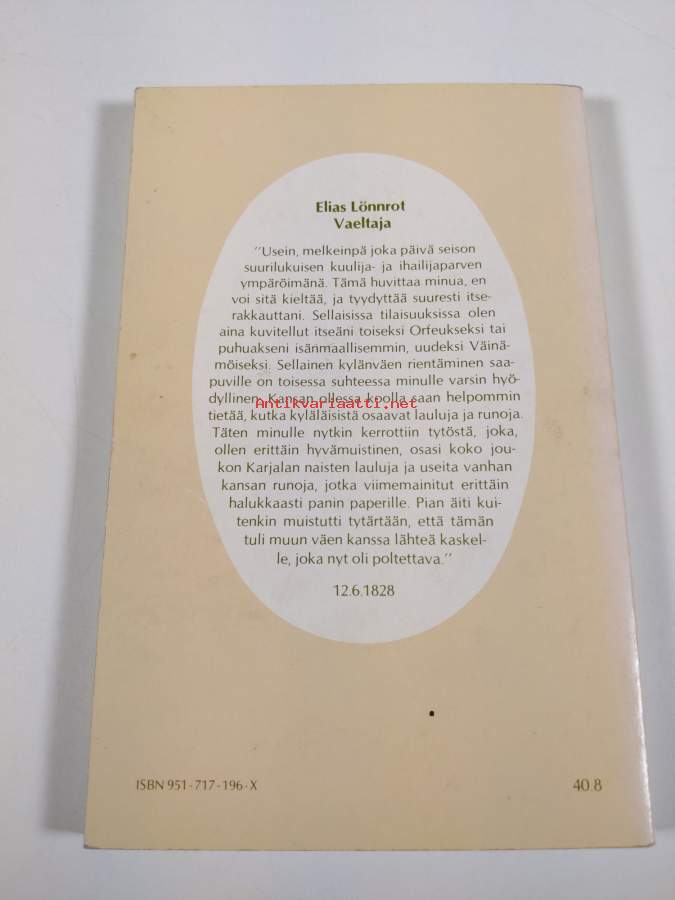 Elias Lönnrot
Vaeltaja
"Usein, melkeinpä joka päivä seison
suurilukuisen kuulija- ja ihailijaparven
ympäröimänä. Tämä huvittaa minua, en
voi sitä kieltää, ja tyydyttää suuresti itse-
rakkauttani. Sellaisissa tilaisuuksissa olen
aina kuvitellut itseäni toiseksi Orfeukseksi tai
puhuakseni isänmaallisemmin, uudeksi Väinä-
möiseksi. Sellainen kylänväen rientäminen saa-
puville on toisessa suhteessa minulle varsin hyö-
dyllinen. Kansan ollessa koolla saan helpommin
Antikvariaatti.net
tietää, kutka kyläläisistä osaavat lauluja ja runoja.
Täten minulle nytkin kerrottiin tytöstä, joka,
ollen erittäin hyvämuistinen, osasi koko jou-
kon Karjalan naisten lauluja ja useita vanhan
kansan runoja, jotka viimemainitut erittäin
halukkaasti panin paperille. Pian äiti kui-
tenkin muistutti tytärtään, että tämän
tuli muun väen kanssa lähteä kaskel-
le, joka nyt oli poltettava."
12.6.1828
ISBN 951-717-196-X
40.8